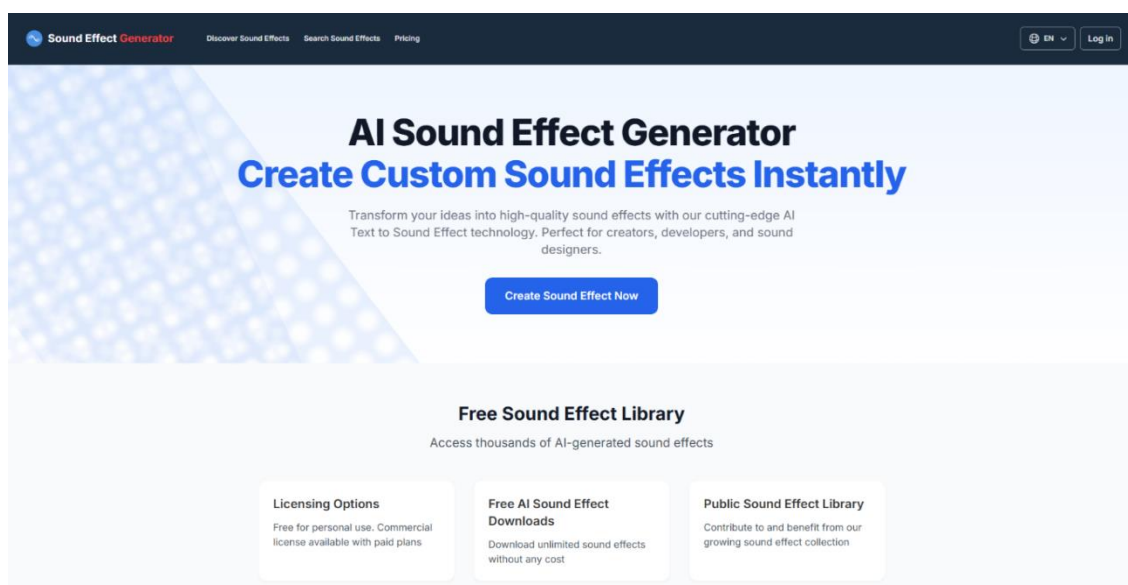 Sound Effect Generator
Discover Sound Effects
Search Sound Effects
Pricing
EN
Log in
AI Sound Effect Generator
Create Custom Sound Effects Instantly
Transform your ideas into high-quality sound effects with our cutting-edge AI
Text to Sound Effect technology. Perfect for creators, developers, and sound
designers.
Create Sound Effect Now
Free Sound Effect Library
Access thousands of AI-generated sound effects
Licensing Options
Free for personal use. Commercial
license available with paid plans
Free AI Sound Effect
Downloads
Download unlimited sound effects
without any cost
Public Sound Effect Library
Contribute to and benefit from our
growing sound effect collection